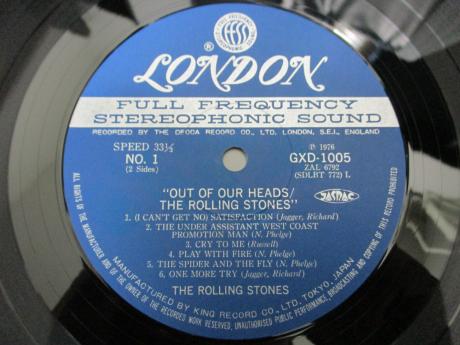 FULL FREQUENCY
ffss
®
LONDON
FULL FREQUENCY
STEREOPHONIC SOUND
RECORDED BY THE DECCA RECORD CO., LTD. LONDON, S.E.I., ENGLAND
SPEED 33⅓
NO. 1
(2 Sides)
℗ 1976
GXD-1005
ZAL 6792
(SDLBT 772) L
JASRAC
"OUT OF OUR HEADS/
THE ROLLING STONES"
1. (I CAN'T GET NO) SATISFACTION (Jagger, Richard)
2. THE UNDER ASSISTANT WEST COAST
PROMOTION MAN (N. Phelge)
3. CRY TO ME (Russell)
4. PLAY WITH FIRE (N. Phelge)
5. THE SPIDER AND THE FLY (N. Phelge)
6. ONE MORE TRY (Jagger, Richard)
THE ROLLING STONES
MANUFACTURED BY KING RECORD CO., LTD. TOKYO, JAPAN
ALL RIGHTS OF THE MANUFACTURER AND OF THE OWNER OF THE RECORDED WORK RESERVED, UNAUTHORISED PUBLIC PERFORMANCE, BROADCASTING AND COPYING OF THIS RECORD PROHIBITED